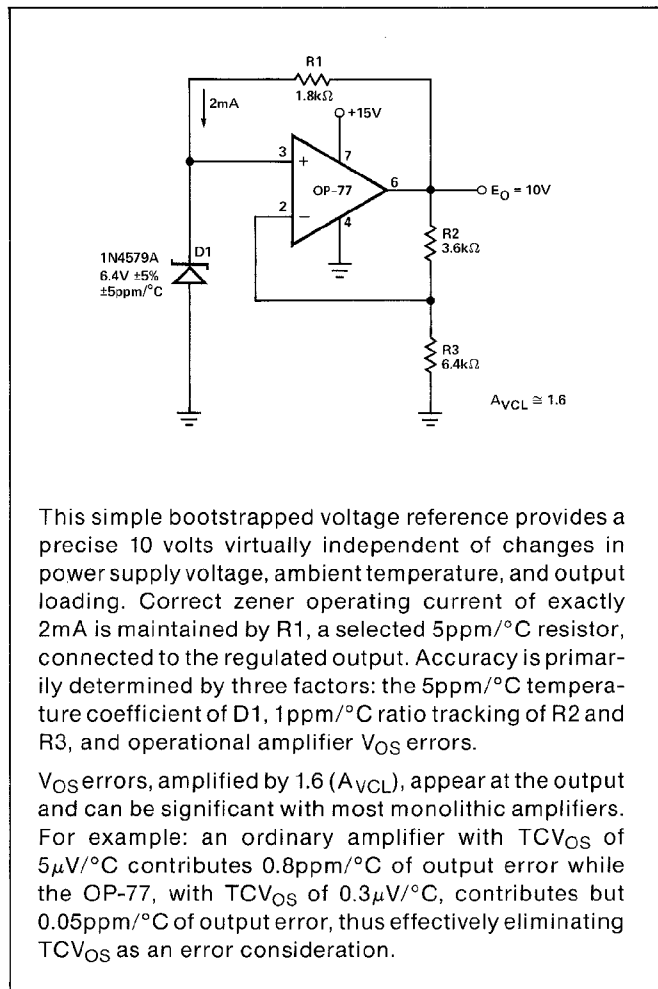 R1
1.8kΩ
2mA
+15V
3
+
7
OP-77
6
E₀ = 10V
2
−
4
R2
3.6kΩ
1N4579A
D1
6.4V ±5%
±5ppm/°C
R3
6.4kΩ
A_VCL ≅ 1.6
This simple bootstrapped voltage reference provides a
precise 10 volts virtually independent of changes in
power supply voltage, ambient temperature, and output
loading. Correct zener operating current of exactly
2mA is maintained by R1, a selected 5ppm/°C resistor,
connected to the regulated output. Accuracy is primar-
ily determined by three factors: the 5ppm/°C tempera-
ture coefficient of D1, 1ppm/°C ratio tracking of R2 and
R3, and operational amplifier V_OS errors.
V_OS errors, amplified by 1.6 (A_VCL), appear at the output
and can be significant with most monolithic amplifiers.
For example: an ordinary amplifier with TCV_OS of
5μV/°C contributes 0.8ppm/°C of output error while
the OP-77, with TCV_OS of 0.3μV/°C, contributes but
0.05ppm/°C of output error, thus effectively eliminating
TCV_OS as an error consideration.